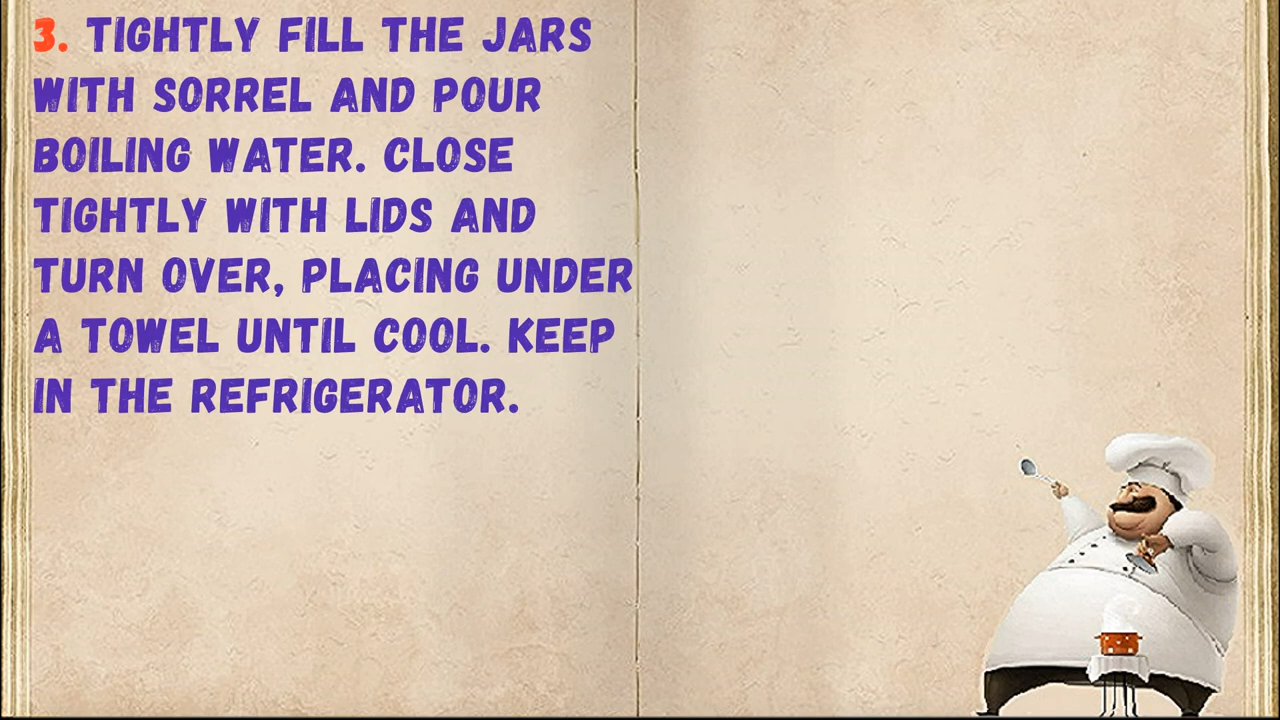 3. TIGHTLY FILL THE JARS
WITH SORREL AND POUR
BOILING WATER. CLOSE
TIGHTLY WITH LIDS AND
TURN OVER, PLACING UNDER
A TOWEL UNTIL COOL. KEEP
IN THE REFRIGERATOR.